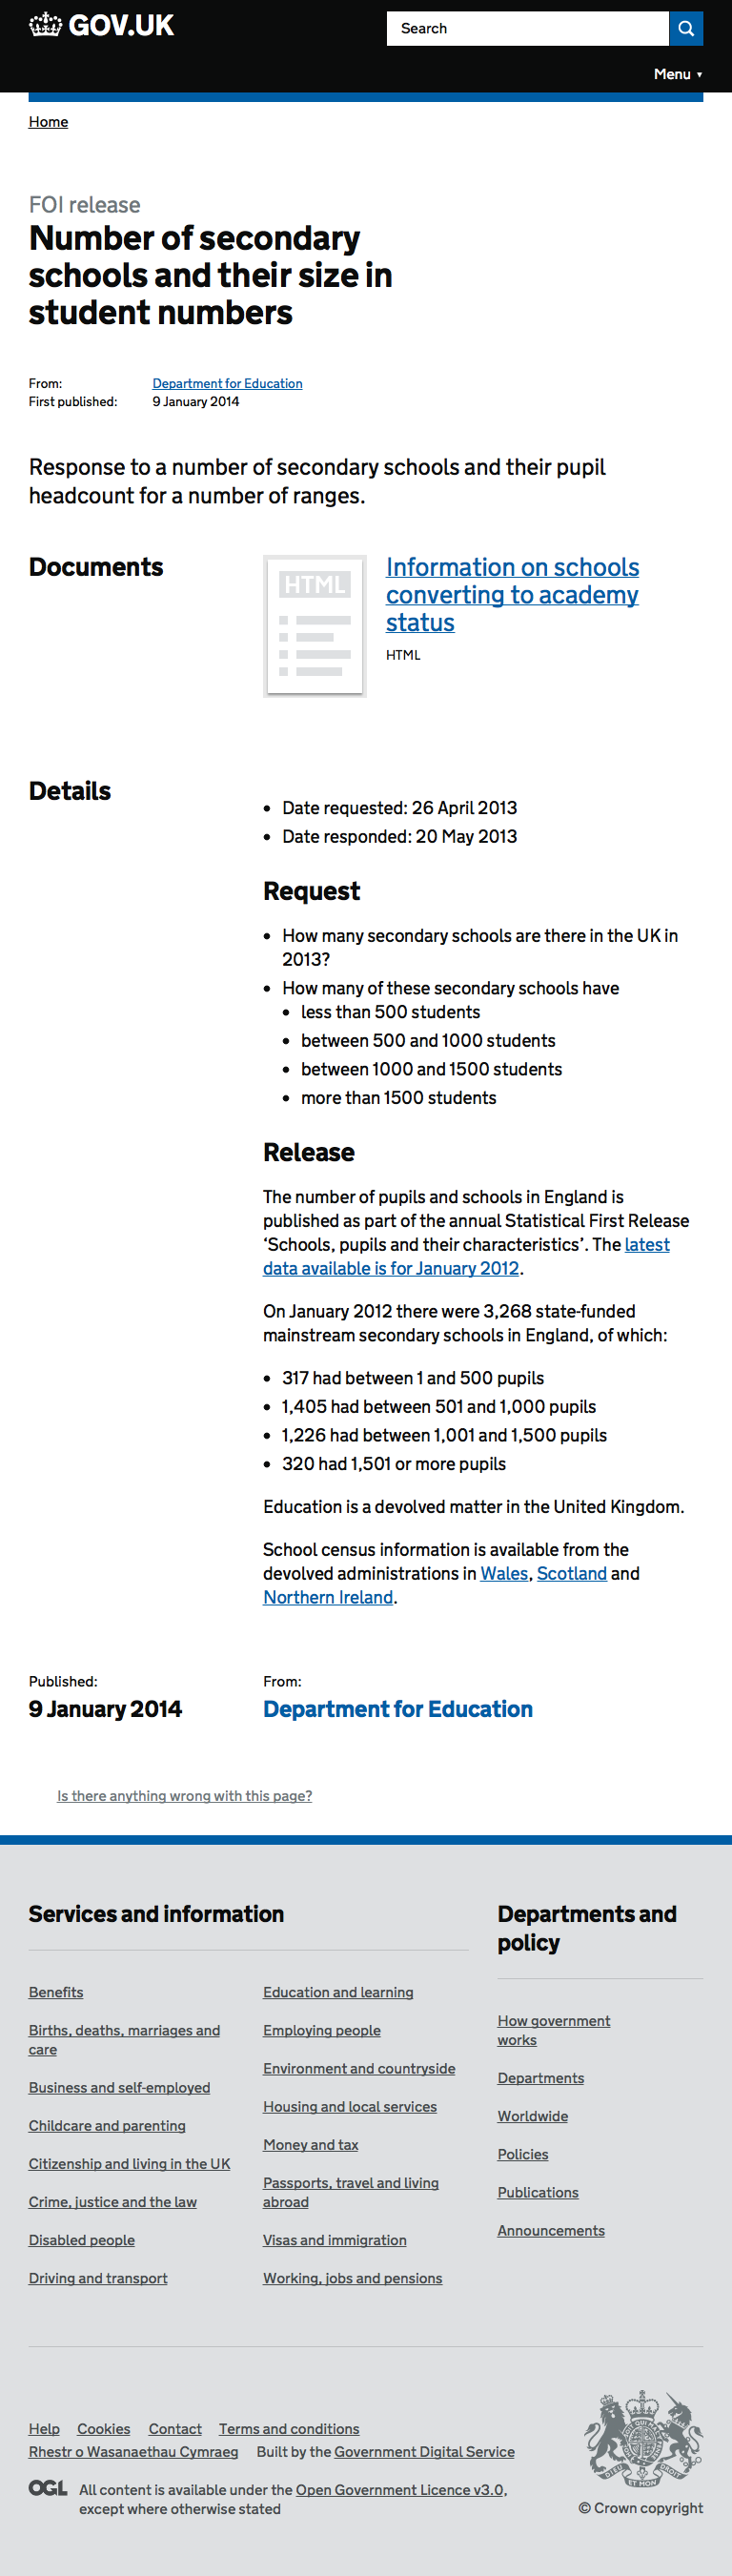 GOV.UK
Search
Menu ▼
Home
FOI release
Number of secondary
schools and their size in
student numbers
From: Department for Education
First published: 9 January 2014
Response to a number of secondary schools and their pupil
headcount for a number of ranges.
Documents
HTML
Information on schools
converting to academy
status
HTML
Details
• Date requested: 26 April 2013
• Date responded: 20 May 2013
Request
• How many secondary schools are there in the UK in
2013?
• How many of these secondary schools have
• less than 500 students
• between 500 and 1000 students
• between 1000 and 1500 students
• more than 1500 students
Release
The number of pupils and schools in England is
published as part of the annual Statistical First Release
‘Schools, pupils and their characteristics’. The latest
data available is for January 2012.
On January 2012 there were 3,268 state-funded
mainstream secondary schools in England, of which:
• 317 had between 1 and 500 pupils
• 1,405 had between 501 and 1,000 pupils
• 1,226 had between 1,001 and 1,500 pupils
• 320 had 1,501 or more pupils
Education is a devolved matter in the United Kingdom.
School census information is available from the
devolved administrations in Wales, Scotland and
Northern Ireland.
Published:
9 January 2014
From:
Department for Education
Is there anything wrong with this page?
Services and information
Benefits
Births, deaths, marriages and
care
Business and self-employed
Childcare and parenting
Citizenship and living in the UK
Crime, justice and the law
Disabled people
Driving and transport
Education and learning
Employing people
Environment and countryside
Housing and local services
Money and tax
Passports, travel and living
abroad
Visas and immigration
Working, jobs and pensions
Departments and
policy
How government
works
Departments
Worldwide
Policies
Publications
Announcements
Help Cookies Contact Terms and conditions
Rhestr o Wasanaethau Cymraeg Built by the Government Digital Service
OGL
All content is available under the Open Government Licence v3.0,
except where otherwise stated
DIEU ET MON DROIT
© Crown copyright